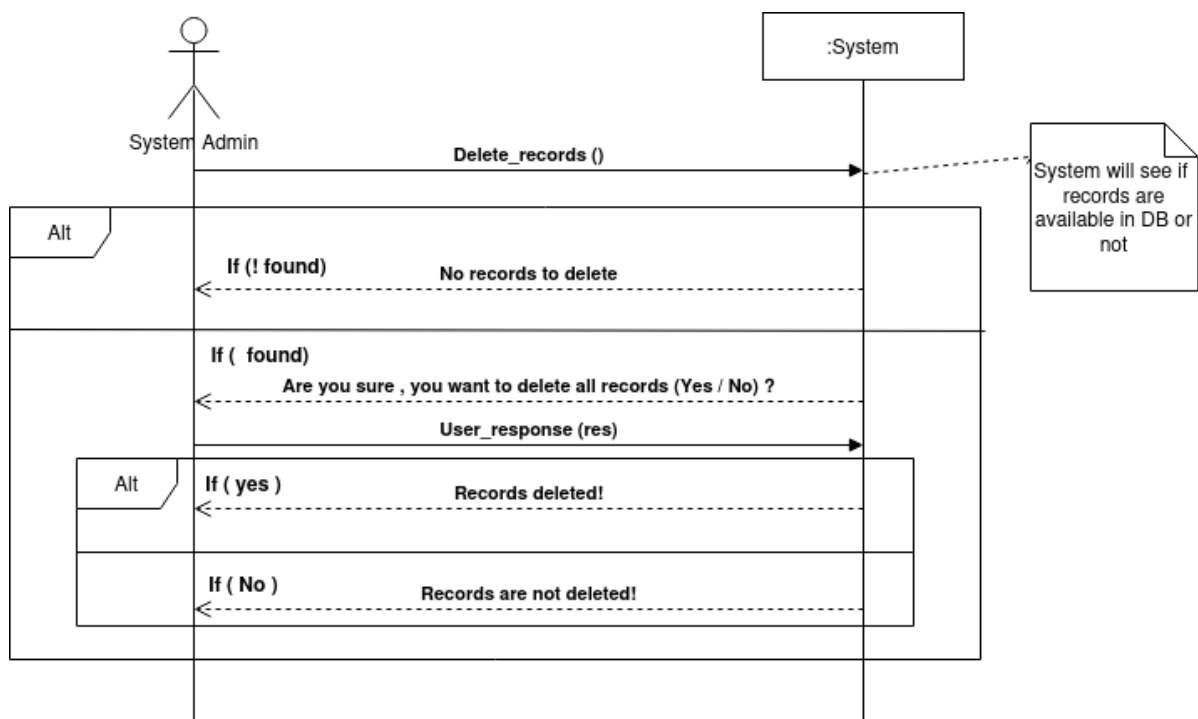 :System
System Admin
Delete_records ()
System will see if
records are
available in DB or
not
Alt
If (! found)
No records to delete
If (  found)
Are you sure , you want to delete all records (Yes / No) ?
User_response (res)
Alt
If ( yes )
Records deleted!
If ( No )
Records are not deleted!